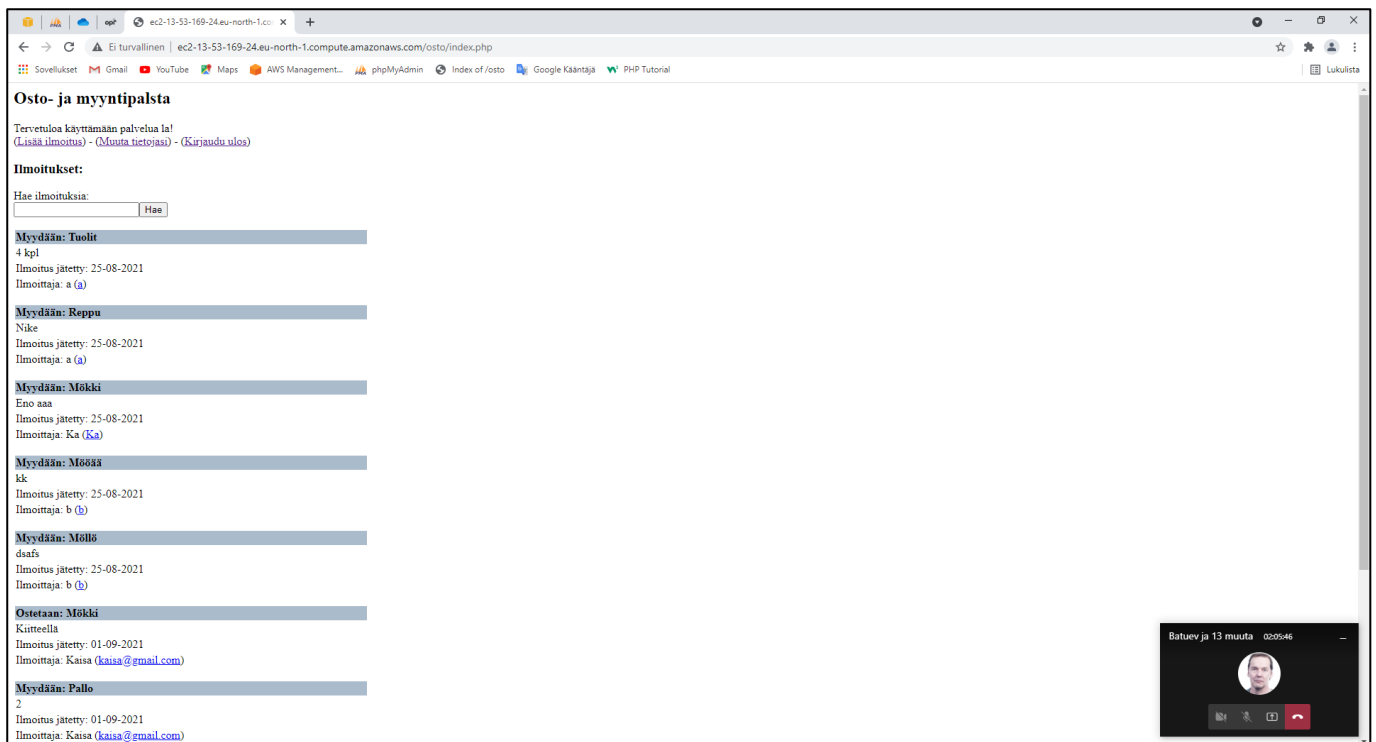 opi
ec2-13-53-169-24.eu-north-1.co
Ei turvallinen | ec2-13-53-169-24.eu-north-1.compute.amazonaws.com/osto/index.php
Sovellukset Gmail YouTube Maps AWS Management... phpMyAdmin Index of /osto Google Kääntäjä PHP Tutorial Lukulista
Osto- ja myyntipalsta
Tervetuloa käyttämään palvelua la!
(Lisää ilmoitus) - (Muuta tietojasi) - (Kirjaudu ulos)
Ilmoitukset:
Hae ilmoituksia:
Hae
Myydään: Tuolit
4 kpl
Ilmoitus jätetty: 25-08-2021
Ilmoittaja: a (a)
Myydään: Reppu
Nike
Ilmoitus jätetty: 25-08-2021
Ilmoittaja: a (a)
Myydään: Mökki
Eno aaa
Ilmoitus jätetty: 25-08-2021
Ilmoittaja: Ka (Ka)
Myydään: Mööää
kk
Ilmoitus jätetty: 25-08-2021
Ilmoittaja: b (b)
Myydään: Möllö
dsafs
Ilmoitus jätetty: 25-08-2021
Ilmoittaja: b (b)
Ostetaan: Mökki
Kiitteellä
Ilmoitus jätetty: 01-09-2021
Ilmoittaja: Kaisa (kaisa@gmail.com)
Myydään: Pallo
2
Ilmoitus jätetty: 01-09-2021
Ilmoittaja: Kaisa (kaisa@gmail.com)
Batuev ja 13 muuta 02:05:46